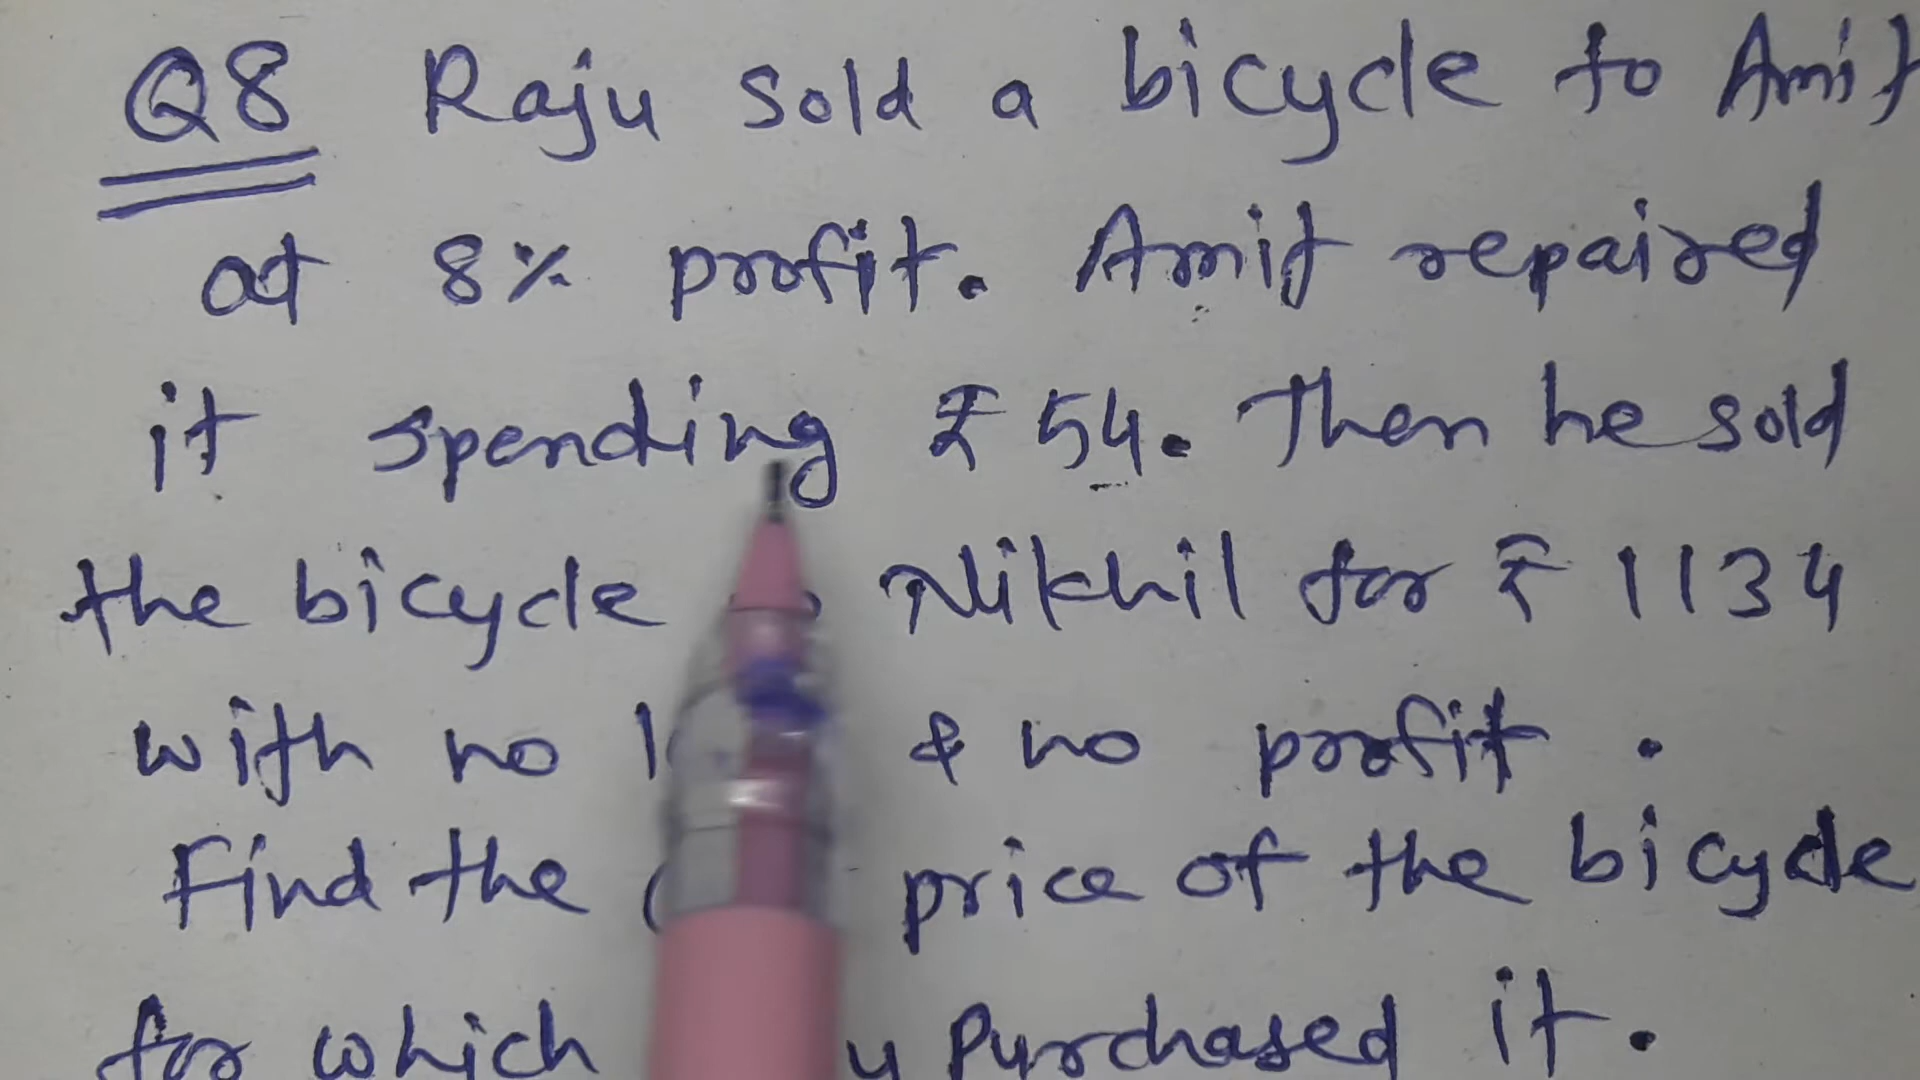 Q8 Raju sold a bicycle to Amit
at 8% profit. Amit repaired
it spending ₹ 54. Then he sold
the bicycle Nikhil for ₹ 1134
with no & no profit.
Find the price of the bicycle
for which purchased it.